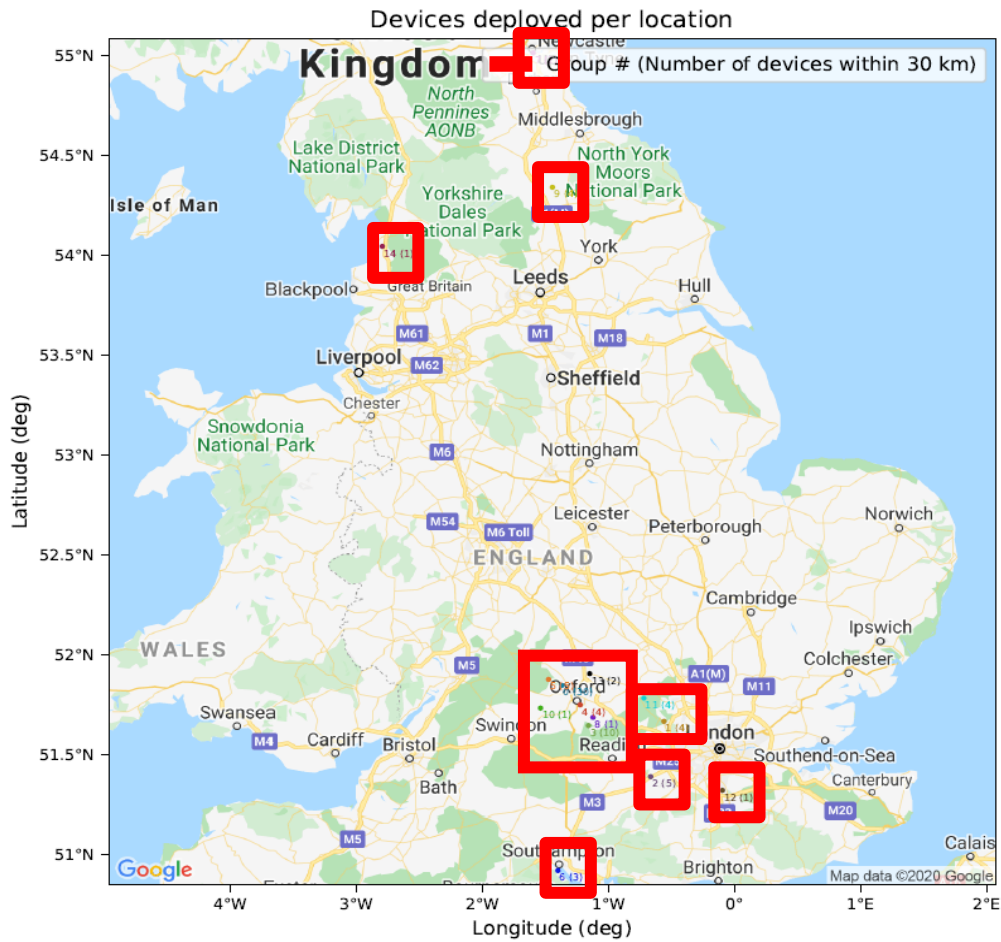 Devices deployed per location
55°N
Kingdom
Newcastle
Group # (Number of devices within 30 km)
North
Pennines
AONB
Middlesbrough
54.5°N
Lake District
National Park
North York
Moors
National Park
Yorkshire
Dales
National Park
9
Isle of Man
York
54°N
14 (1)
Leeds
Blackpool
Great Britain
Hull
M61
M1
M18
53.5°N
Liverpool
M62
Sheffield
Chester
Snowdonia
National Park
53°N
M6
Nottingham
Latitude (deg)
M54
M6 Toll
Leicester
Peterborough
Norwich
52.5°N
ENGLAND
Cambridge
Ipswich
WALES
52°N
M5
A1(M)
M11
Colchester
13 (2)
Oxford
11 (4)
10 (1)
4 (4)
Swansea
Swindon
8 (1)
3 (10)
1 (4)
M4
Cardiff
Bristol
51.5°N
Southend-on-Sea
2 (5)
Canterbury
Bath
12 (1)
M3
M20
M5
Southampton
51°N
Brighton
Calais
6 (3)
Google
Map data ©2020 Google
4°W
3°W
2°W
1°W
0°
1°E
2°E
Longitude (deg)